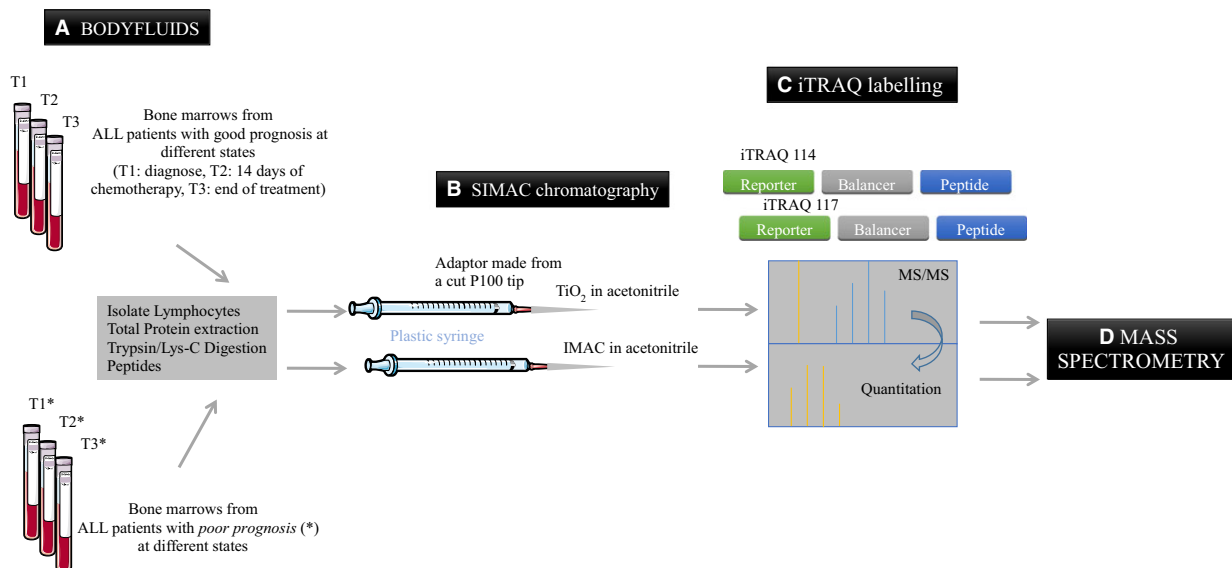 A BODYFLUIDS
T1
T2
T3
Bone marrows from
ALL patients with good prognosis at
different states
(T1: diagnose, T2: 14 days of
chemotherapy, T3: end of treatment)
Isolate Lymphocytes
Total Protein extraction
Trypsin/Lys-C Digestion
Peptides
T1*
T2*
T3*
Bone marrows from
ALL patients with poor prognosis (*)
at different states
B SIMAC chromatography
Adaptor made from
a cut P100 tip
TiO₂ in acetonitrile
Plastic syringe
IMAC in acetonitrile
C iTRAQ labelling
iTRAQ 114
Reporter Balancer Peptide
iTRAQ 117
Reporter Balancer Peptide
MS/MS
Quantitation
D MASS
SPECTROMETRY